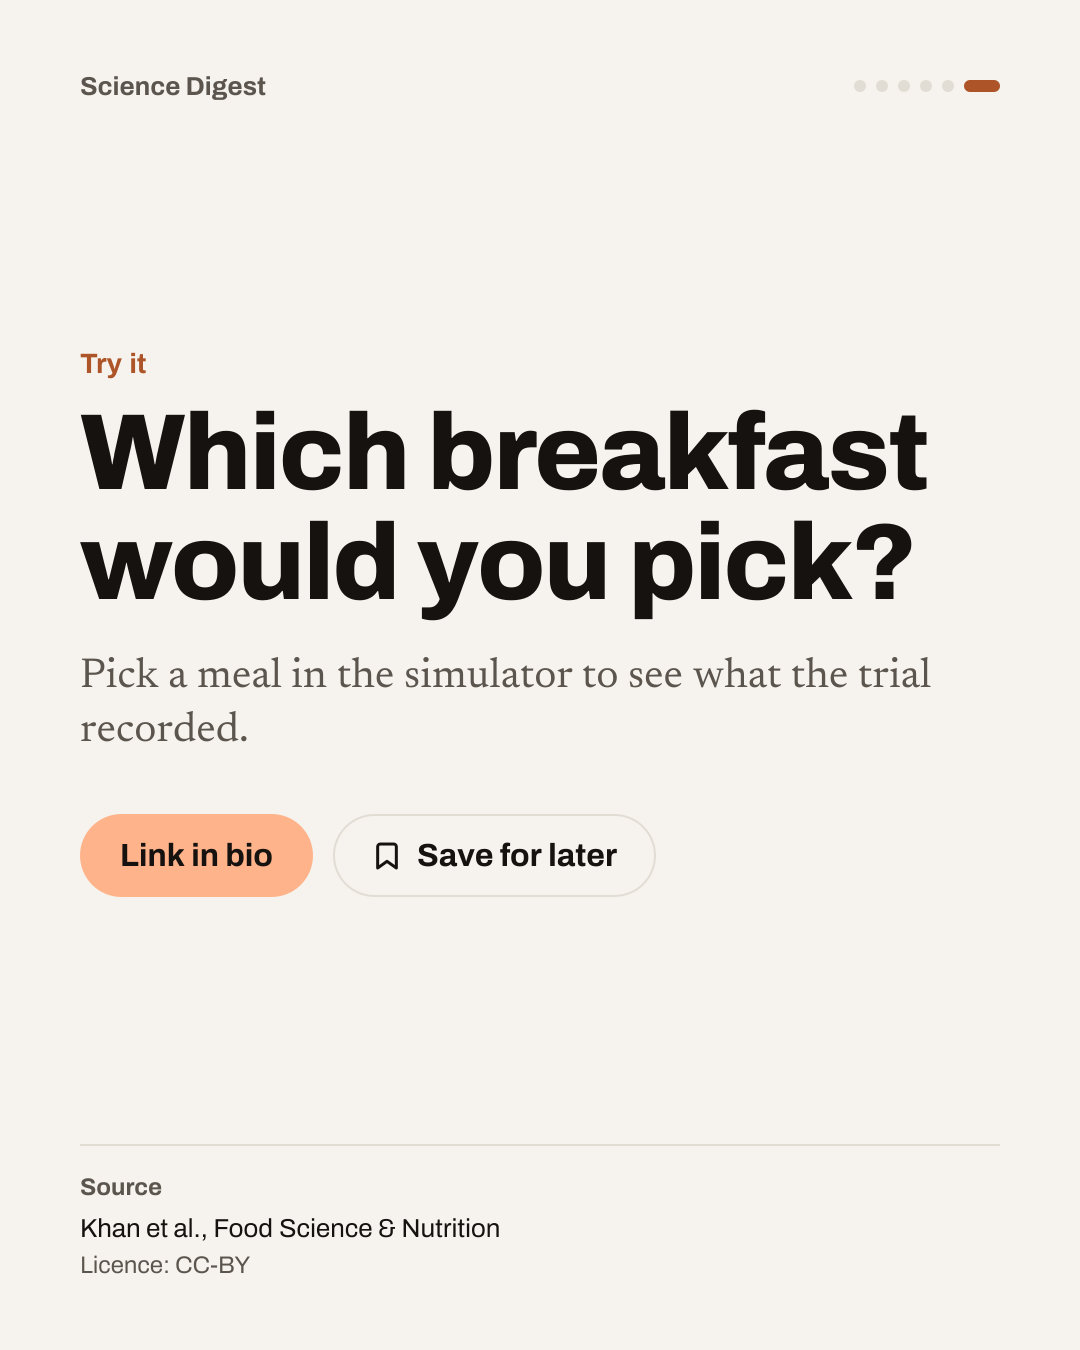 Science Digest
Try it
Which breakfast
would you pick?
Pick a meal in the simulator to see what the trial
recorded.
Link in bio
Save for later
Source
Khan et al., Food Science & Nutrition
Licence: CC-BY